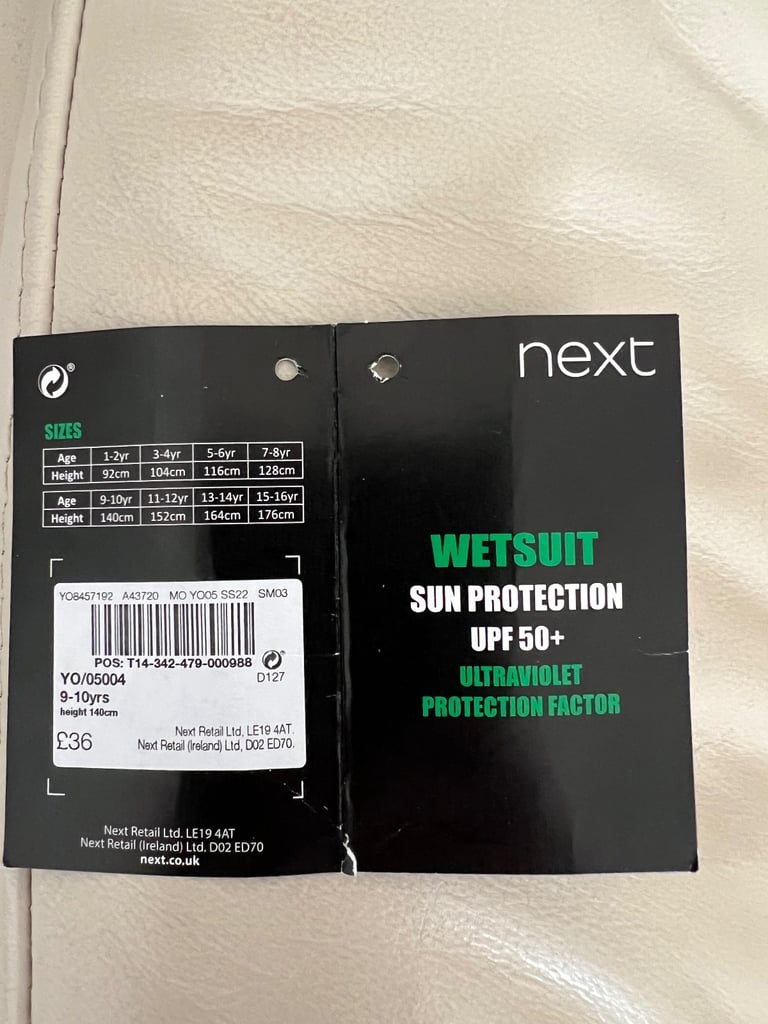 ®
SIZES
Age 1-2yr 3-4yr 5-6yr 7-8yr
Height 92cm 104cm 116cm 128cm
Age 9-10yr 11-12yr 13-14yr 15-16yr
Height 140cm 152cm 164cm 176cm
YO8457192 A43720 MO YO05 SS22 SM03
POS: T14-342-479-000988
®
YO/05004 D127
9-10yrs
height 140cm
£36
Next Retail Ltd, LE19 4AT.
Next Retail (Ireland) Ltd, D02 ED70.
Next Retail Ltd. LE19 4AT
Next Retail (Ireland) Ltd. D02 ED70
next.co.uk
next
WETSUIT
SUN PROTECTION
UPF 50+
ULTRAVIOLET
PROTECTION FACTOR